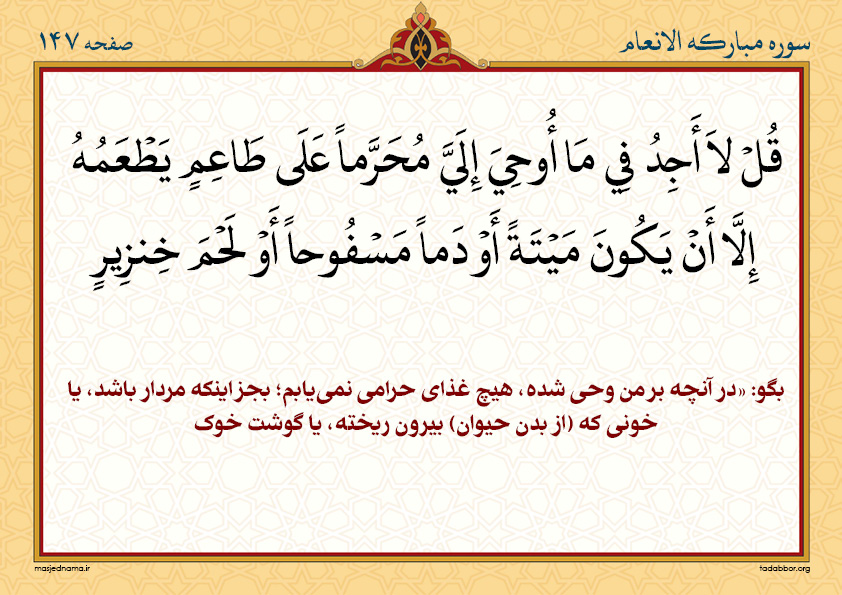 سوره مبارکه الانعام
صفحه ۱۴۷
قُلْ لاَ أَجِدُ فِي مَا أُوحِيَ إِلَيَّ مُحَرَّماً عَلَى طَاعِمٍ يَطْعَمُهُ
إِلَّا أَنْ يَكُونَ مَيْتَةً أَوْ دَماً مَسْفُوحاً أَوْ لَحْمَ خِنزِيرٍ
بگو: «در آنچه بر من وحی شده، هیچ غذای حرامی نمی‌یابم؛ بجز اینکه مردار باشد، یا
خونی که (از بدن حیوان) بیرون ریخته، یا گوشت خوک
masjednama.ir
tadabbor.org